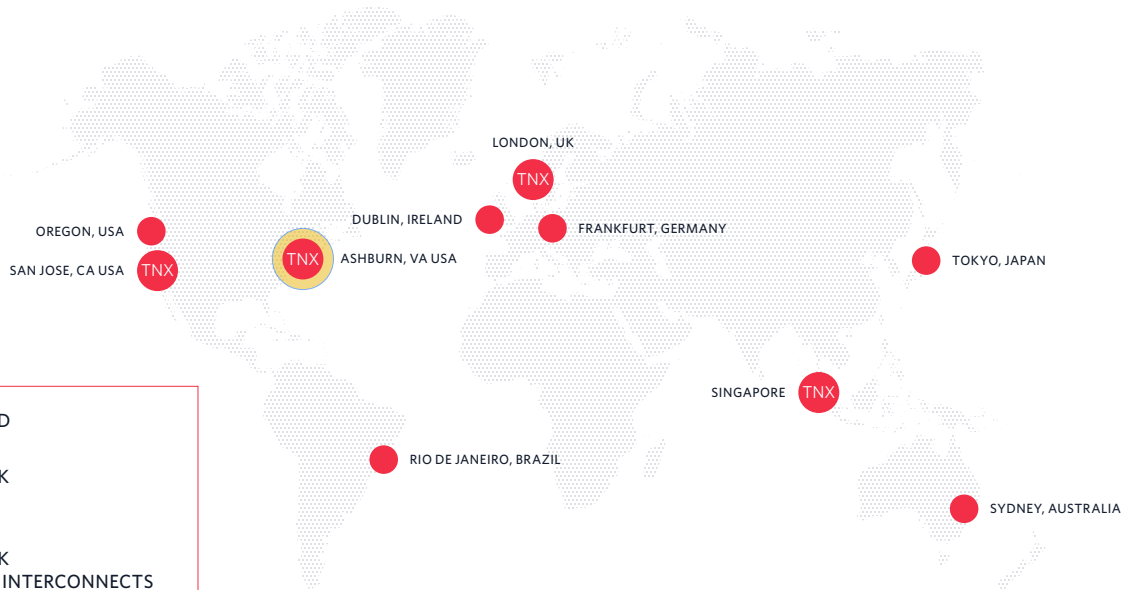 LONDON, UK
TNX
DUBLIN, IRELAND
FRANKFURT, GERMANY
OREGON, USA
SAN JOSE, CA USA
TNX
TNX
ASHBURN, VA USA
TOKYO, JAPAN
SINGAPORE
TNX
RIO DE JANEIRO, BRAZIL
SYDNEY, AUSTRALIA
D
K
K
INTERCONNECTS